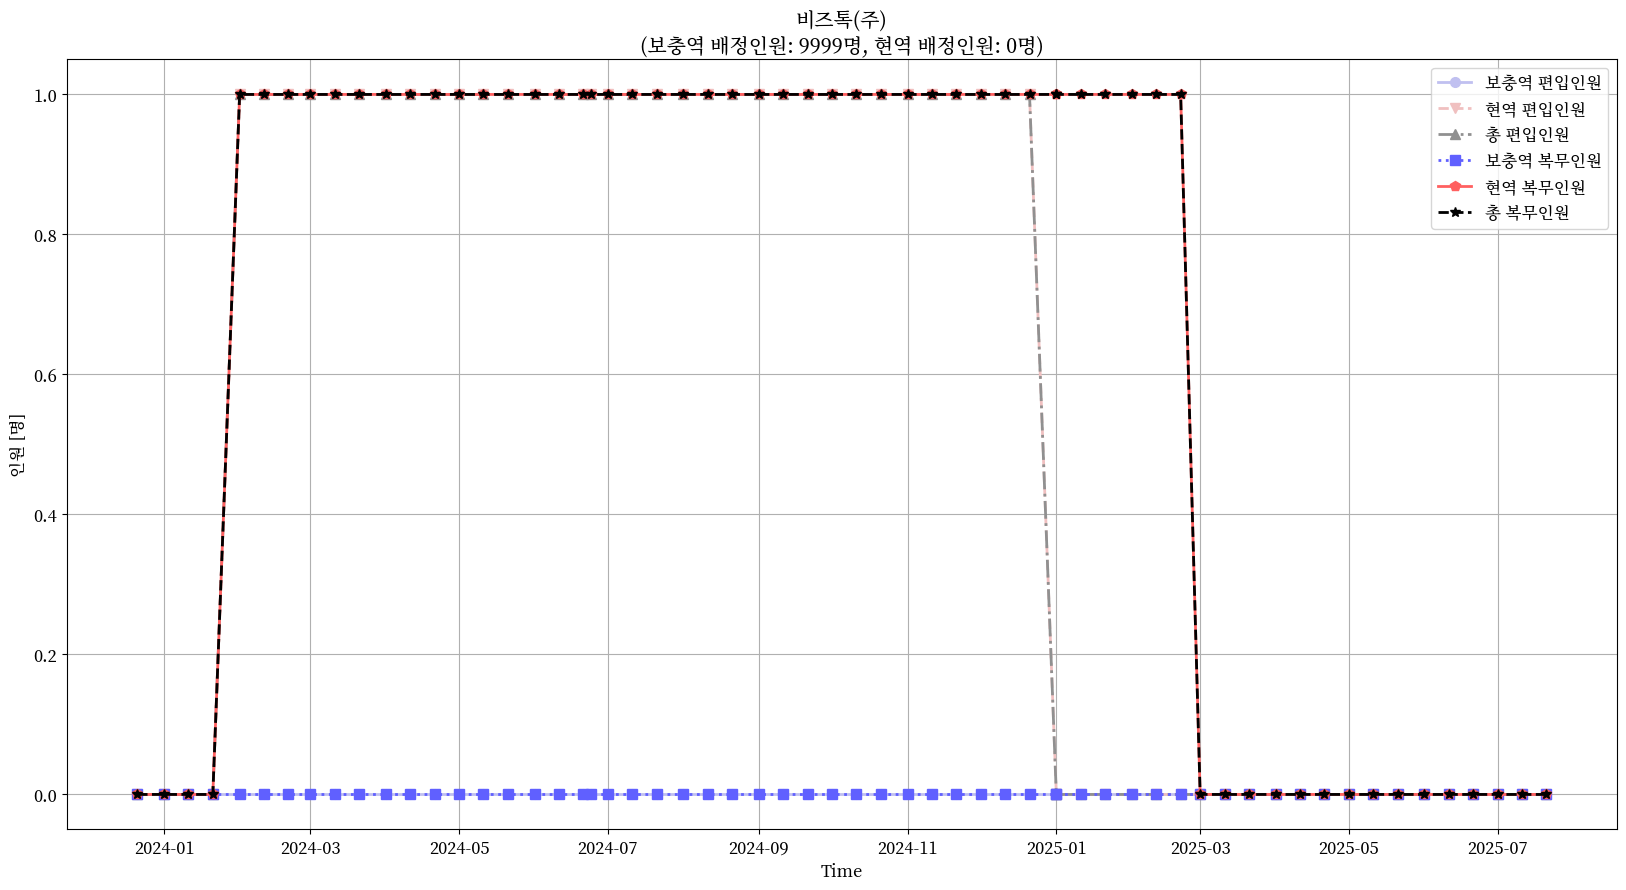 비즈톡(주)
(보충역 배정인원: 9999명, 현역 배정인원: 0명)
보충역 편입인원
현역 편입인원
총 편입인원
보충역 복무인원
현역 복무인원
총 복무인원
인원 [명]
1.0
0.8
0.6
0.4
0.2
0.0
2024-01 2024-03 2024-05 2024-07 2024-09 2024-11 2025-01 2025-03 2025-05 2025-07
Time